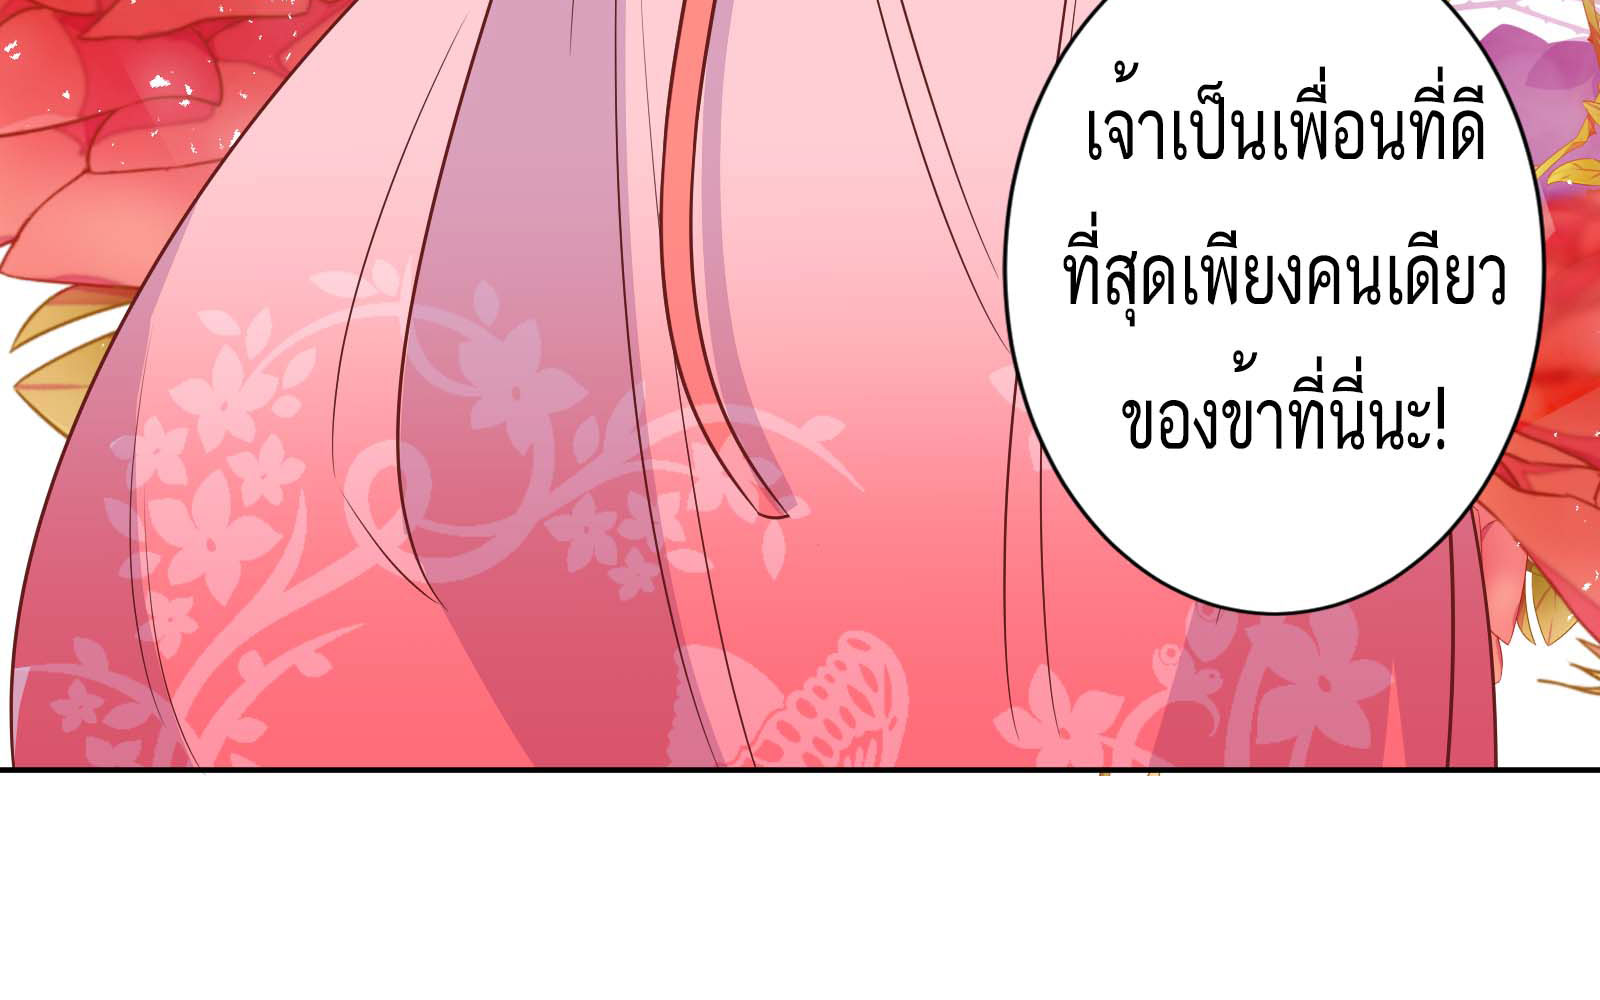 เจ้าเป็นเพื่อนที่ดี
ที่สุดเพียงคนเดียว
ของข้าที่นี่นะ!